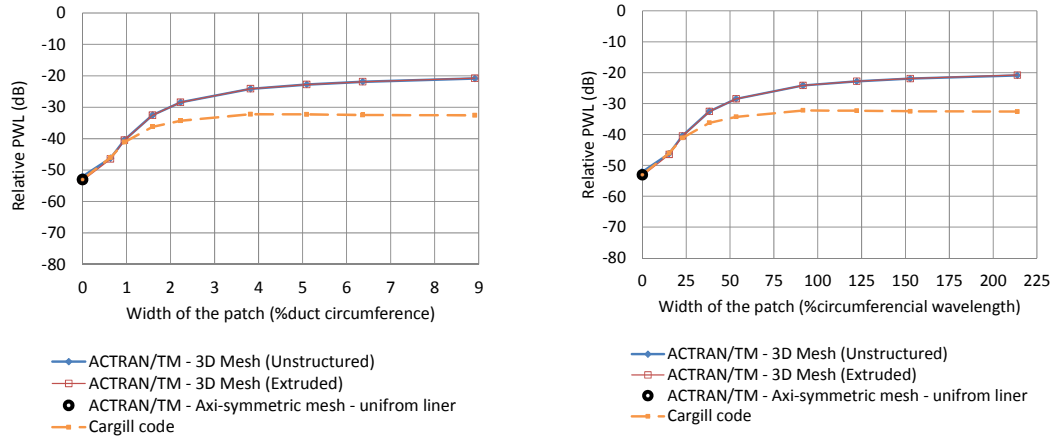 0
-10
-20
-30
-40
-50
-60
-70
-80
Relative PWL (dB)
0 1 2 3 4 5 6 7 8 9
Width of the patch (%duct circumference)
ACTRAN/TM - 3D Mesh (Unstructured)
ACTRAN/TM - 3D Mesh (Extruded)
ACTRAN/TM - Axi-symmetric mesh - unifrom liner
Cargill code
0
-10
-20
-30
-40
-50
-60
-70
-80
Relative PWL (dB)
0 25 50 75 100 125 150 175 200 225
Width of the patch (%circumferencial wavelength)
ACTRAN/TM - 3D Mesh (Unstructured)
ACTRAN/TM - 3D Mesh (Extruded)
ACTRAN/TM - Axi-symmetric mesh - unifrom liner
Cargill code